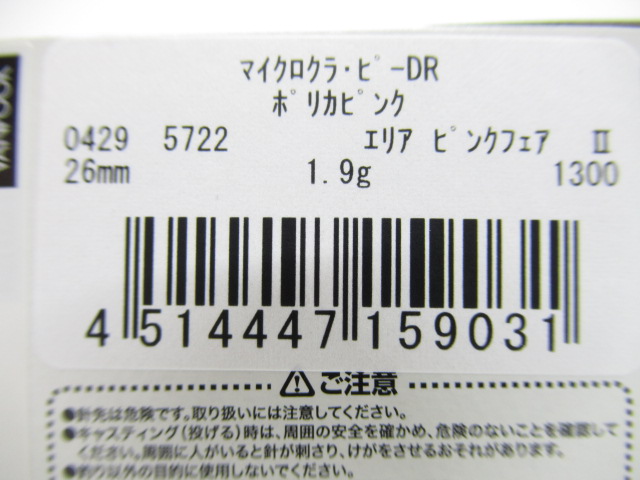 マイクロクラ・ピ-DR
ポリカピンク
0429 5722 エリア ピンクフェア Ⅱ
26mm 1.9g 1300
4 514447 159031
ご注意
●針先は危険です。取り扱いには注意してください。
●キャスティング（投げる）時は、周囲の安全を確かめ、危険のないことを確認して
ください。周囲に人がいると針が刺さり、けがをさせるおそれが
●釣り以外の目的に使用しないでください。